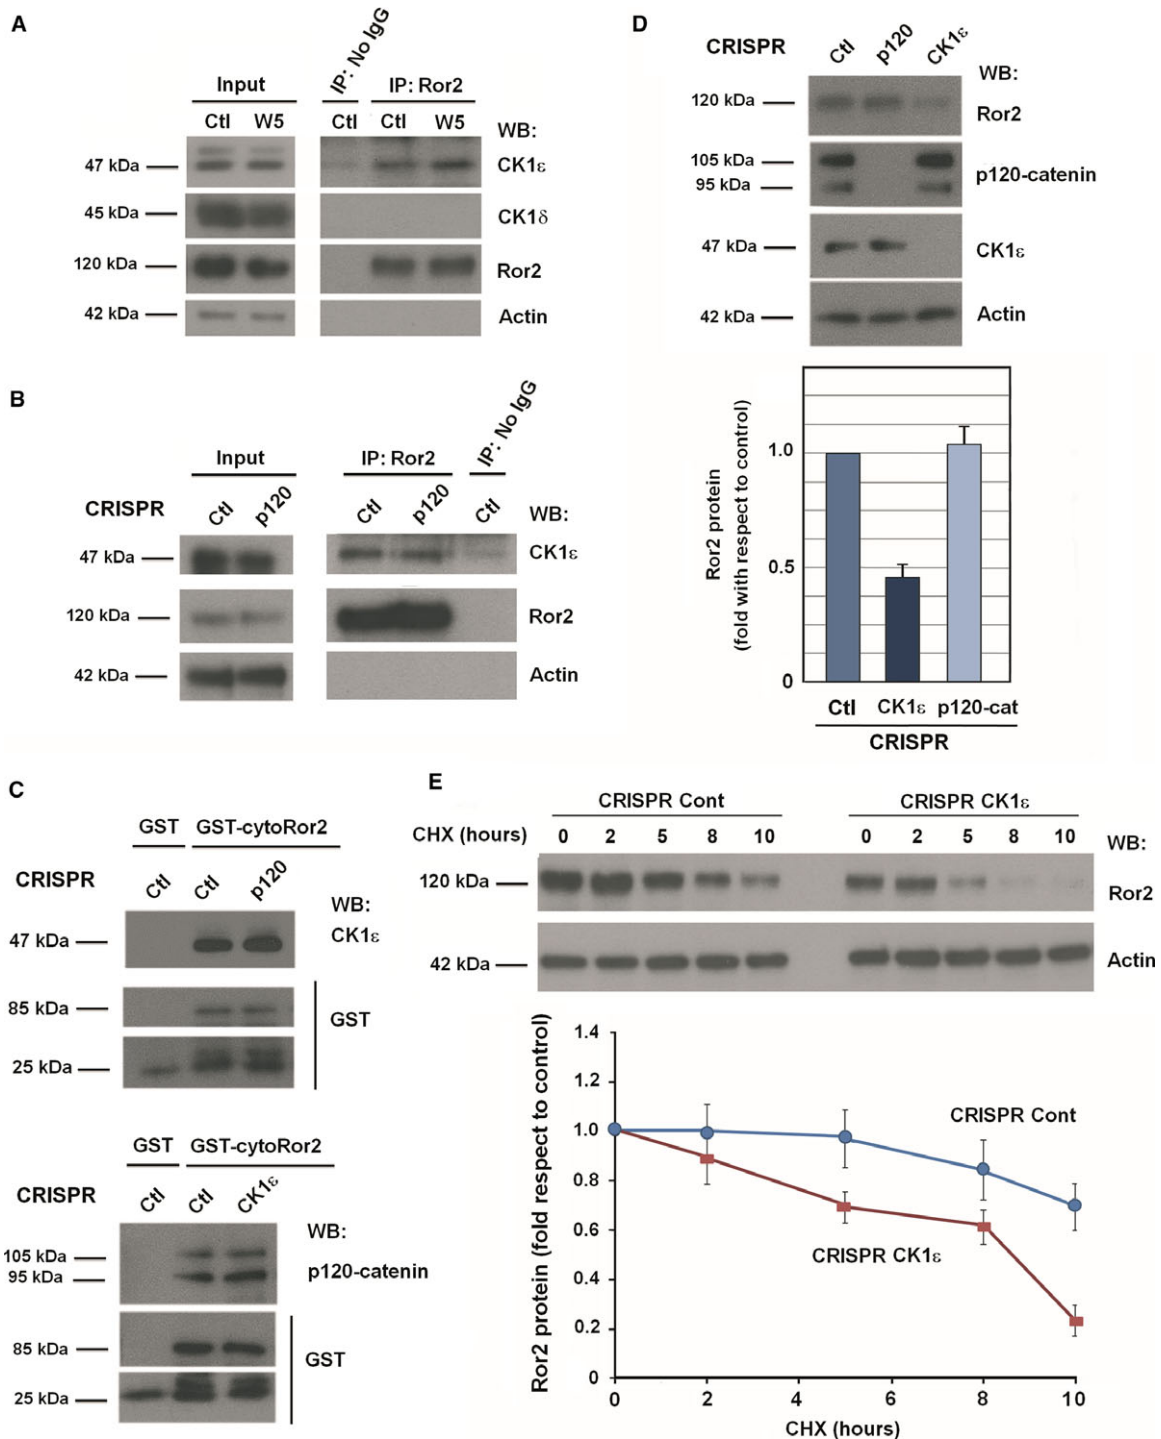 A
Input
IP: No IgG
IP: Ror2
Ctl W5 Ctl Ctl W5
WB:
47 kDa
CK1ε
45 kDa
CK1δ
120 kDa
Ror2
42 kDa
Actin
B
Input
IP: Ror2
IP: No IgG
CRISPR
Ctl p120 Ctl p120 Ctl
WB:
47 kDa
CK1ε
120 kDa
Ror2
42 kDa
Actin
C
GST GST-cytoRor2
CRISPR
Ctl Ctl p120
WB:
CK1ε
47 kDa
85 kDa
GST
25 kDa
GST GST-cytoRor2
CRISPR
Ctl Ctl CK1ε
WB:
105 kDa
95 kDa
p120-catenin
85 kDa
GST
25 kDa
D
CRISPR
Ctl p120 CK1ε
WB:
120 kDa
Ror2
105 kDa
95 kDa
p120-catenin
47 kDa
CK1ε
42 kDa
Actin
Ror2 protein
(fold with respect to control)
1.0
0.5
0
Ctl CK1ε p120-cat
CRISPR
E
CRISPR Cont CRISPR CK1ε
CHX (hours) 0 2 5 8 10 0 2 5 8 10
WB:
120 kDa
Ror2
42 kDa
Actin
Ror2 protein (fold respect to control)
1.4
1.2
1.0
0.8
0.6
0.4
0.2
0
CRISPR Cont
CRISPR CK1ε
0 2 4 6 8 10
CHX (hours)